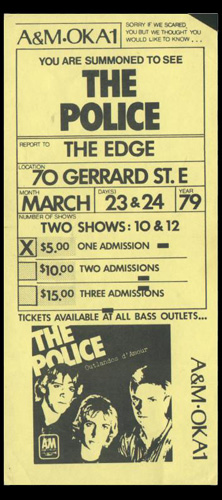 A&M•OKA1
SORRY IF WE SCARED
YOU BUT WE THOUGHT YOU
WOULD LIKE TO KNOW...
YOU ARE SUMMONED TO SEE
THE
POLICE
REPORT TO
THE EDGE
LOCATION
70 GERRARD ST. E
MONTH
MARCH
DAY(S)
23 & 24
YEAR
79
NUMBER OF SHOWS
TWO SHOWS: 10 & 12
X $5.00 ONE ADMISSION
$10.00 TWO ADMISSIONS
$15.00 THREE ADMISSIONS
TICKETS AVAILABLE AT ALL BASS OUTLETS...
THE
POLICE
Outlandos d'Amour
A&M
A&M•OKA1